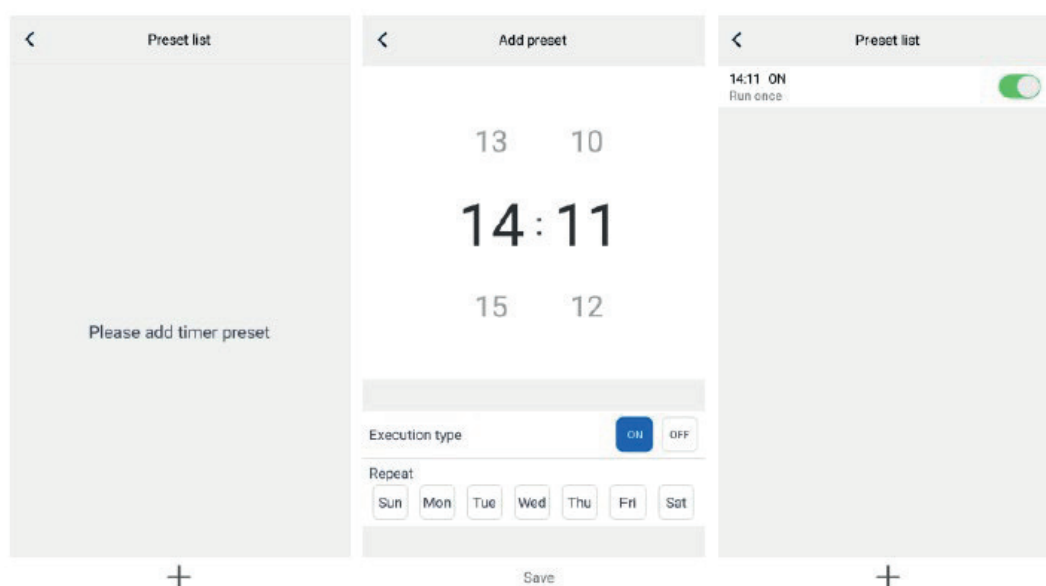 Preset list
Please add timer preset
+
Add preset
13 10
14 : 11
15 12
Execution type ON OFF
Repeat
Sun Mon Tue Wed Thu Fri Sat
Save
Preset list
14:11 ON
Run once
+